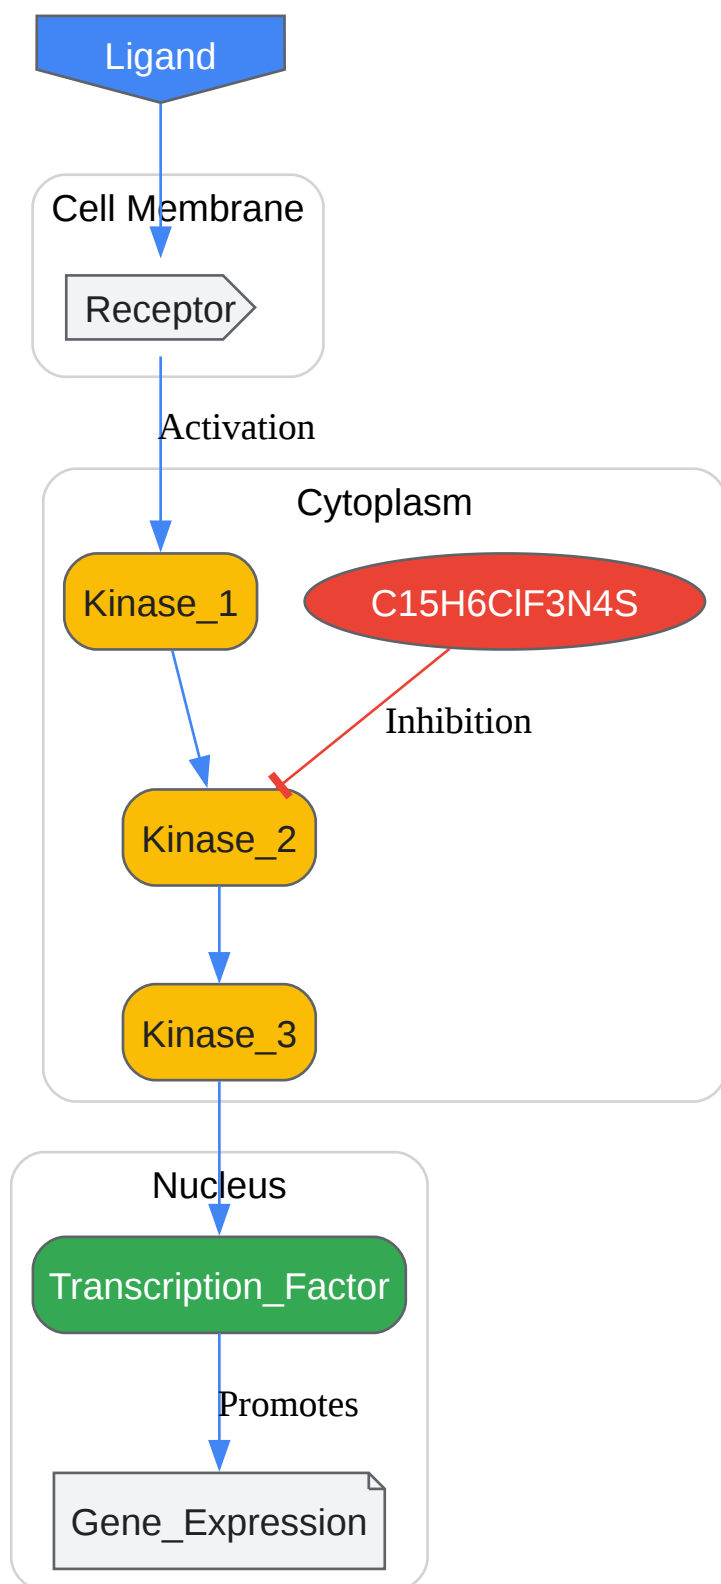 Ligand
Cell Membrane
Receptor
Activation
Cytoplasm
Kinase_1
C15H6ClF3N4S
Inhibition
Kinase_2
Kinase_3
Nucleus
Transcription_Factor
Promotes
Gene_Expression